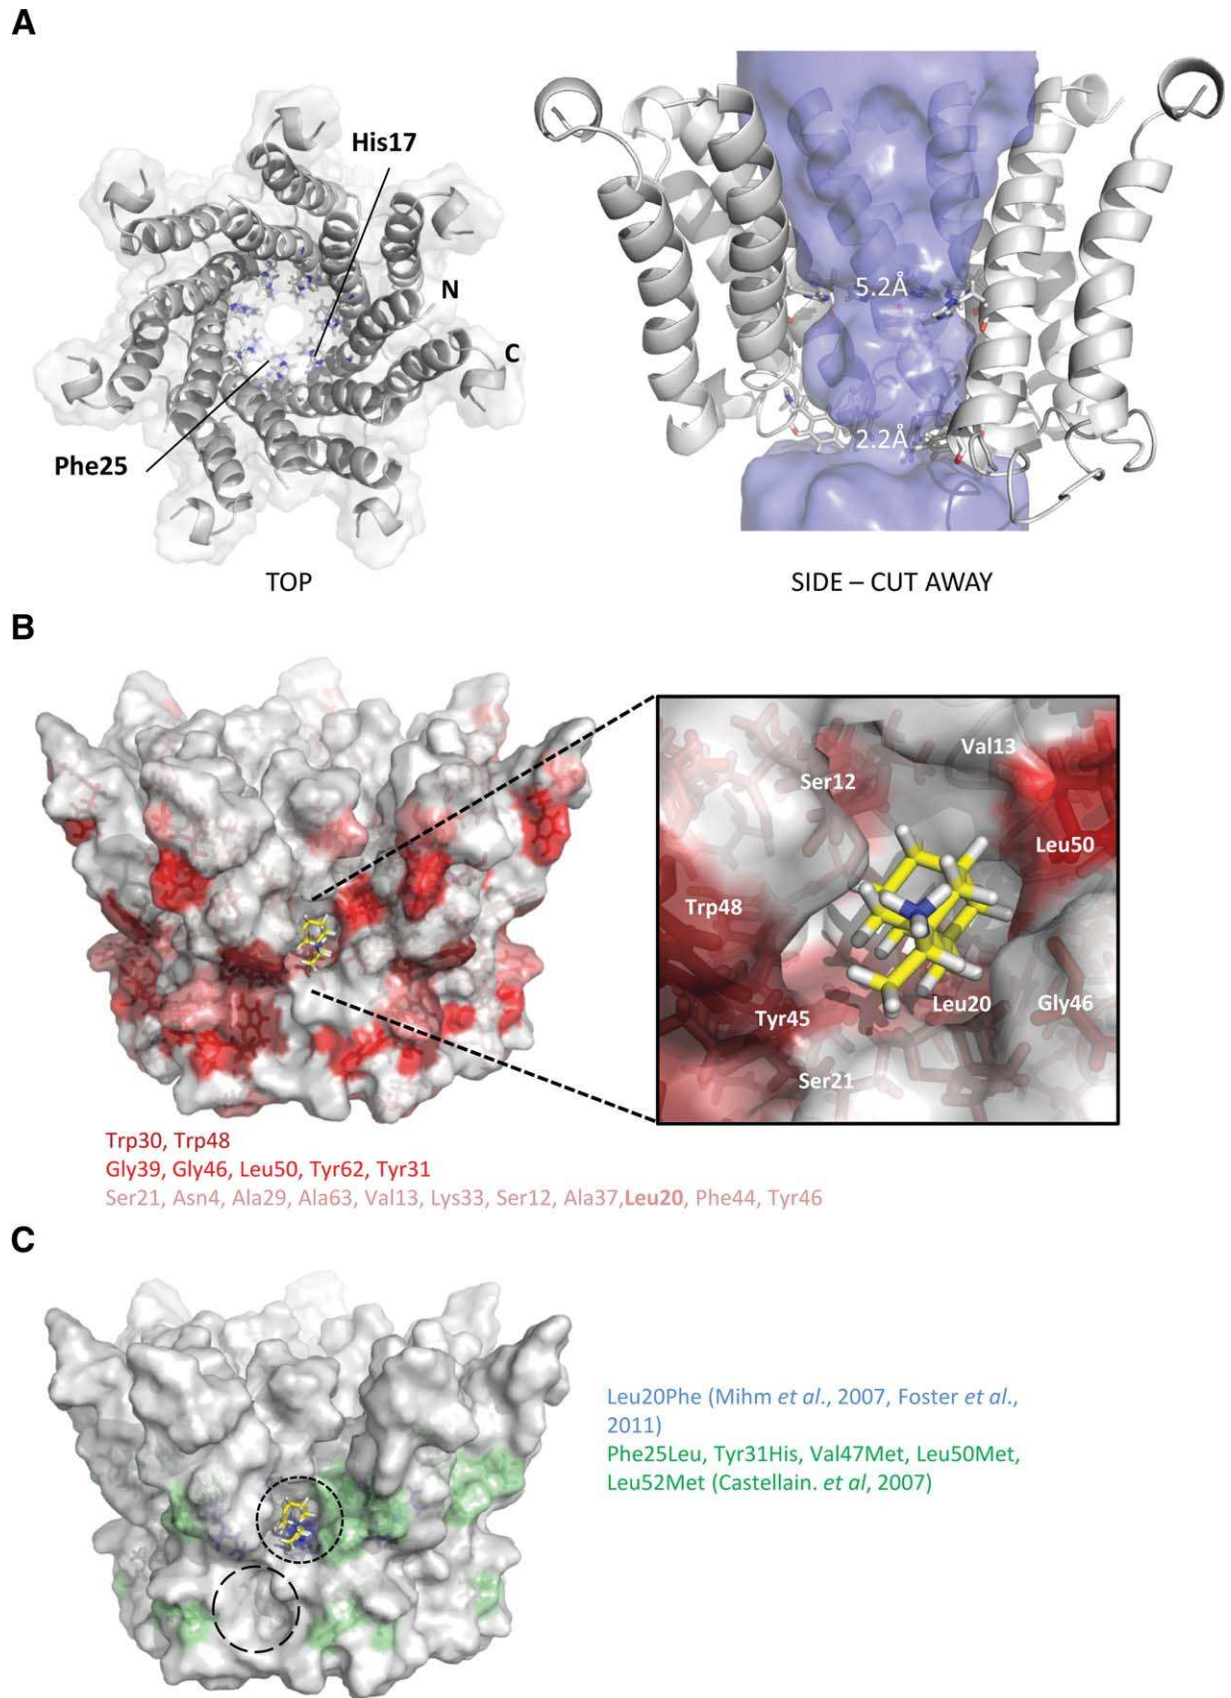 A
His17
N
C
Phe25
TOP
5.2Å
2.2Å
SIDE – CUT AWAY
B
Val13
Ser12
Leu50
Trp48
Tyr45
Leu20
Gly46
Ser21
Trp30, Trp48
Gly39, Gly46, Leu50, Tyr62, Tyr31
Ser21, Asn4, Ala29, Ala63, Val13, Lys33, Ser12, Ala37,Leu20, Phe44, Tyr46
C
Leu20Phe (Mihm et al., 2007, Foster et al.,
2011)
Phe25Leu, Tyr31His, Val47Met, Leu50Met,
Leu52Met (Castellain. et al, 2007)